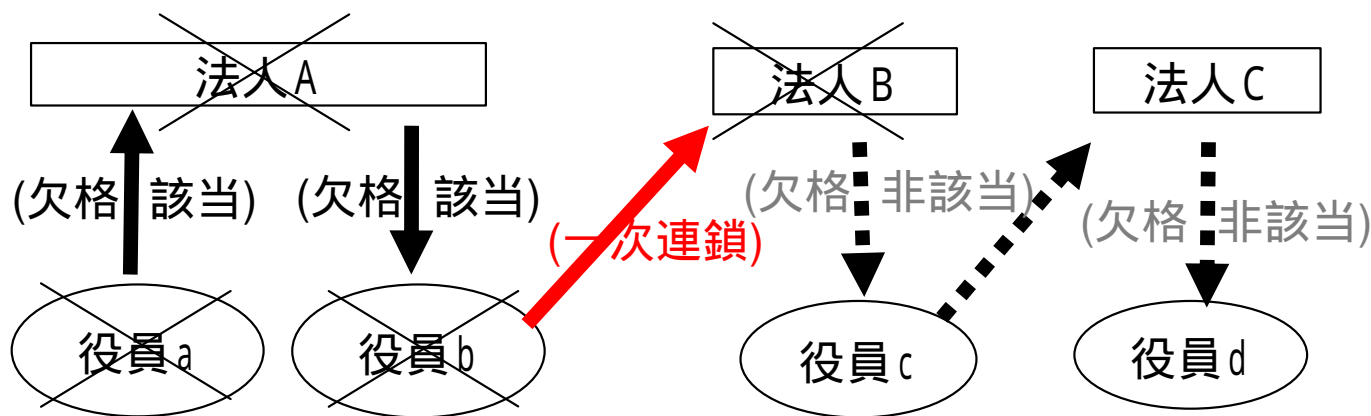 法人A
法人B
法人C
(欠格 該当)
(欠格 該当)
(一次連鎖)
(欠格 非該当)
(欠格 非該当)
役員a
役員b
役員c
役員d